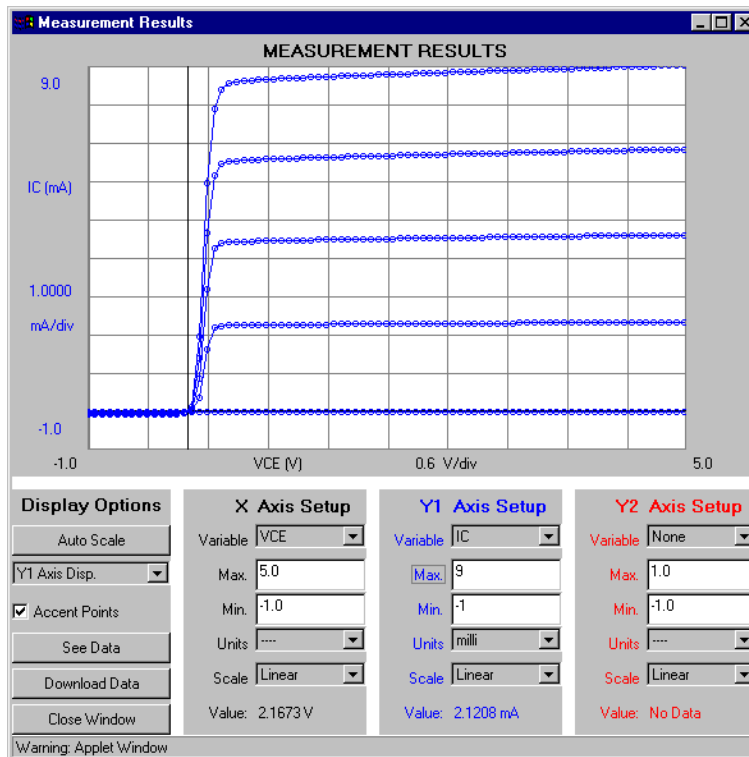 Measurement Results
MEASUREMENT RESULTS
9.0
IC (mA)
1.0000
mA/div
-1.0
-1.0 VCE (V) 0.6 V/div 5.0
Display Options
Auto Scale
Y1 Axis Disp.
Accent Points
See Data
Download Data
Close Window
X Axis Setup
Variable VCE
Max. 5.0
Min. -1.0
Units ----
Scale Linear
Value: 2.1673 V
Y1 Axis Setup
Variable IC
Max. 9
Min. -1
Units milli
Scale Linear
Value: 2.1208 mA
Y2 Axis Setup
Variable None
Max. 1.0
Min. -1.0
Units ----
Scale Linear
Value: No Data
Warning: Applet Window